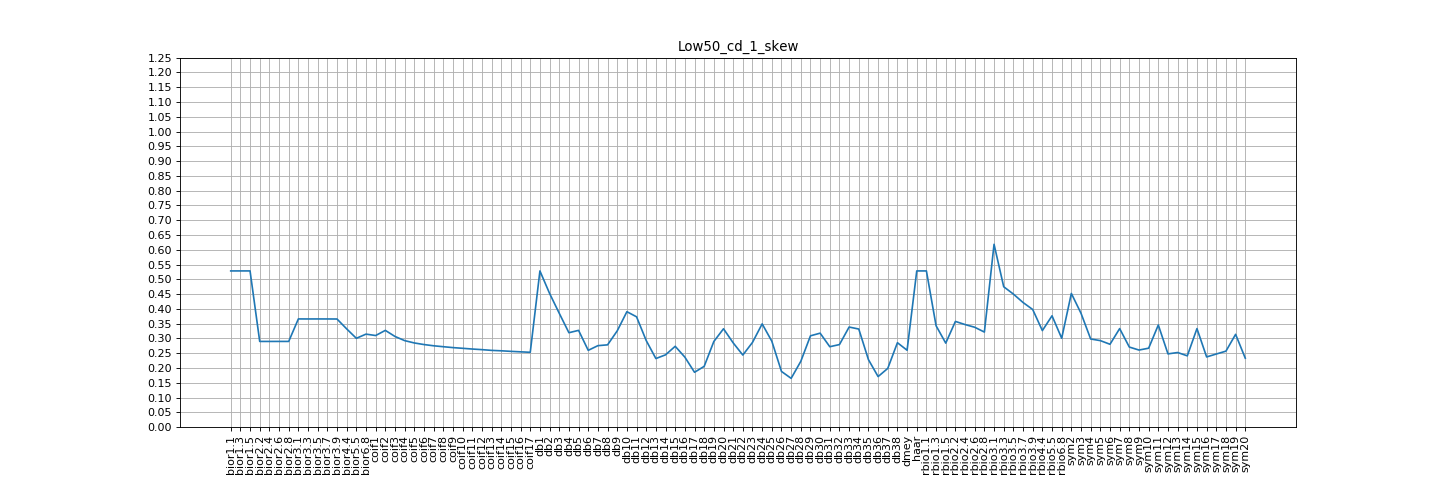 Low50_cd_1_skew
1.25
1.20
1.15
1.10
1.05
1.00
0.95
0.90
0.85
0.80
0.75
0.70
0.65
0.60
0.55
0.50
0.45
0.40
0.35
0.30
0.25
0.20
0.15
0.10
0.05
0.00
bior1.1
bior1.3
bior1.5
bior2.2
bior2.4
bior2.6
bior2.8
bior3.1
bior3.3
bior3.5
bior3.7
bior3.9
bior4.4
bior5.5
bior6.8
coif1
coif2
coif3
coif4
coif5
coif6
coif7
coif8
coif9
coif10
coif11
coif12
coif13
coif14
coif15
coif16
coif17
db1
db2
db3
db4
db5
db6
db7
db8
db9
db10
db11
db12
db13
db14
db15
db16
db17
db18
db19
db20
db21
db22
db23
db24
db25
db26
db27
db28
db29
db30
db31
db32
db33
db34
db35
db36
db37
db38
dmey
haar
rbio1.1
rbio1.3
rbio1.5
rbio2.2
rbio2.4
rbio2.6
rbio2.8
rbio3.1
rbio3.3
rbio3.5
rbio3.7
rbio3.9
rbio4.4
rbio5.5
rbio6.8
sym2
sym3
sym4
sym5
sym6
sym7
sym8
sym9
sym10
sym11
sym12
sym13
sym14
sym15
sym16
sym17
sym18
sym19
sym20